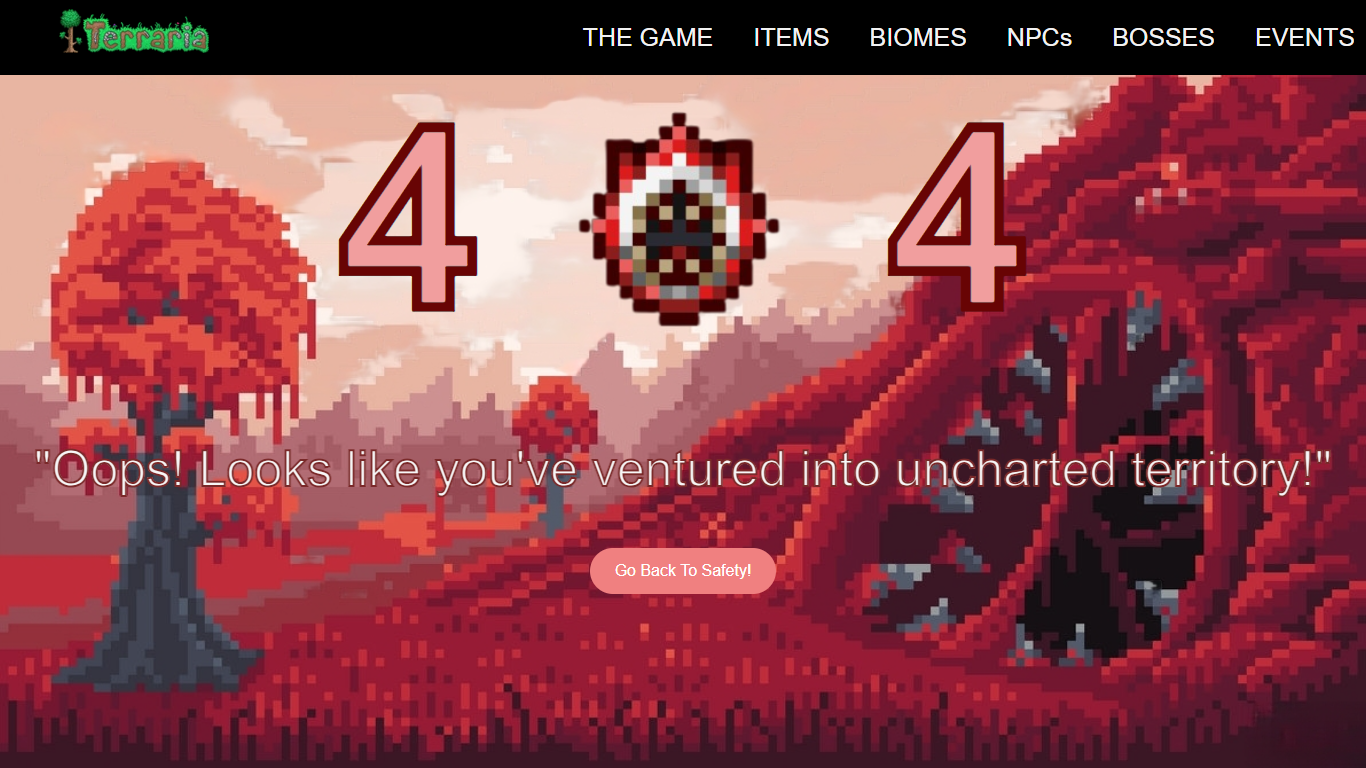 Terraria
THE GAME ITEMS BIOMES NPCs BOSSES EVENTS
4 4
"Oops! Looks like you've ventured into uncharted territory!"
Go Back To Safety!